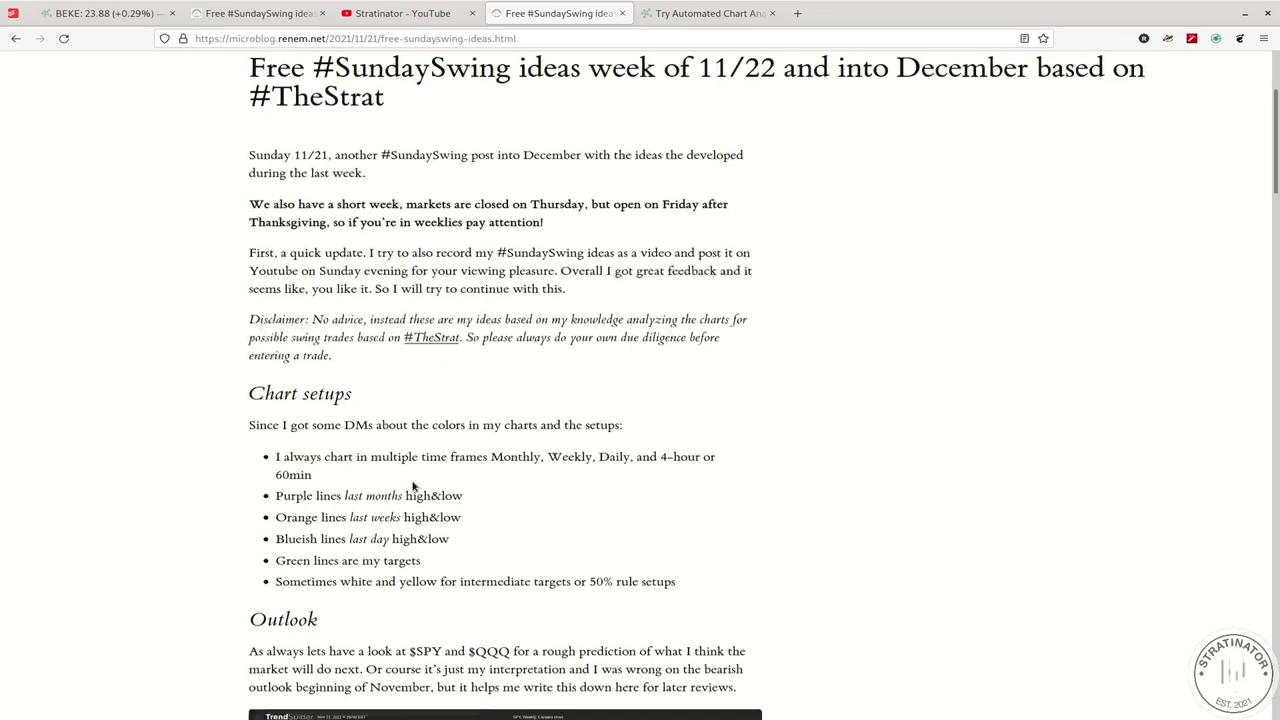 BEKE: 23.88 (+0.29%) —
Free #SundaySwing ideas
Stratinator - YouTube
Free #SundaySwing ideas
Try Automated Chart Ana
https://microblog.renem.net/2021/11/21/free-sundayswing-ideas.html
Free #SundaySwing ideas week of 11/22 and into December based on
#TheStrat
Sunday 11/21, another #SundaySwing post into December with the ideas the developed
during the last week.
We also have a short week, markets are closed on Thursday, but open on Friday after
Thanksgiving, so if you're in weeklies pay attention!
First, a quick update. I try to also record my #SundaySwing ideas as a video and post it on
Youtube on Sunday evening for your viewing pleasure. Overall I got great feedback and it
seems like, you like it. So I will try to continue with this.
Disclaimer: No advice, instead these are my ideas based on my knowledge analyzing the charts for
possible swing trades based on #TheStrat. So please always do your own due diligence before
entering a trade.
Chart setups
Since I got some DMs about the colors in my charts and the setups:
• I always chart in multiple time frames Monthly, Weekly, Daily, and 4-hour or
60min
• Purple lines last months high&low
• Orange lines last weeks high&low
• Blueish lines last day high&low
• Green lines are my targets
• Sometimes white and yellow for intermediate targets or 50% rule setups
Outlook
As always lets have a look at $SPY and $QQQ for a rough prediction of what I think the
market will do next. Or course it's just my interpretation and I was wrong on the bearish
outlook beginning of November, but it helps me write this down here for later reviews.
TrendSpider
STRATINATOR
EST. 2021